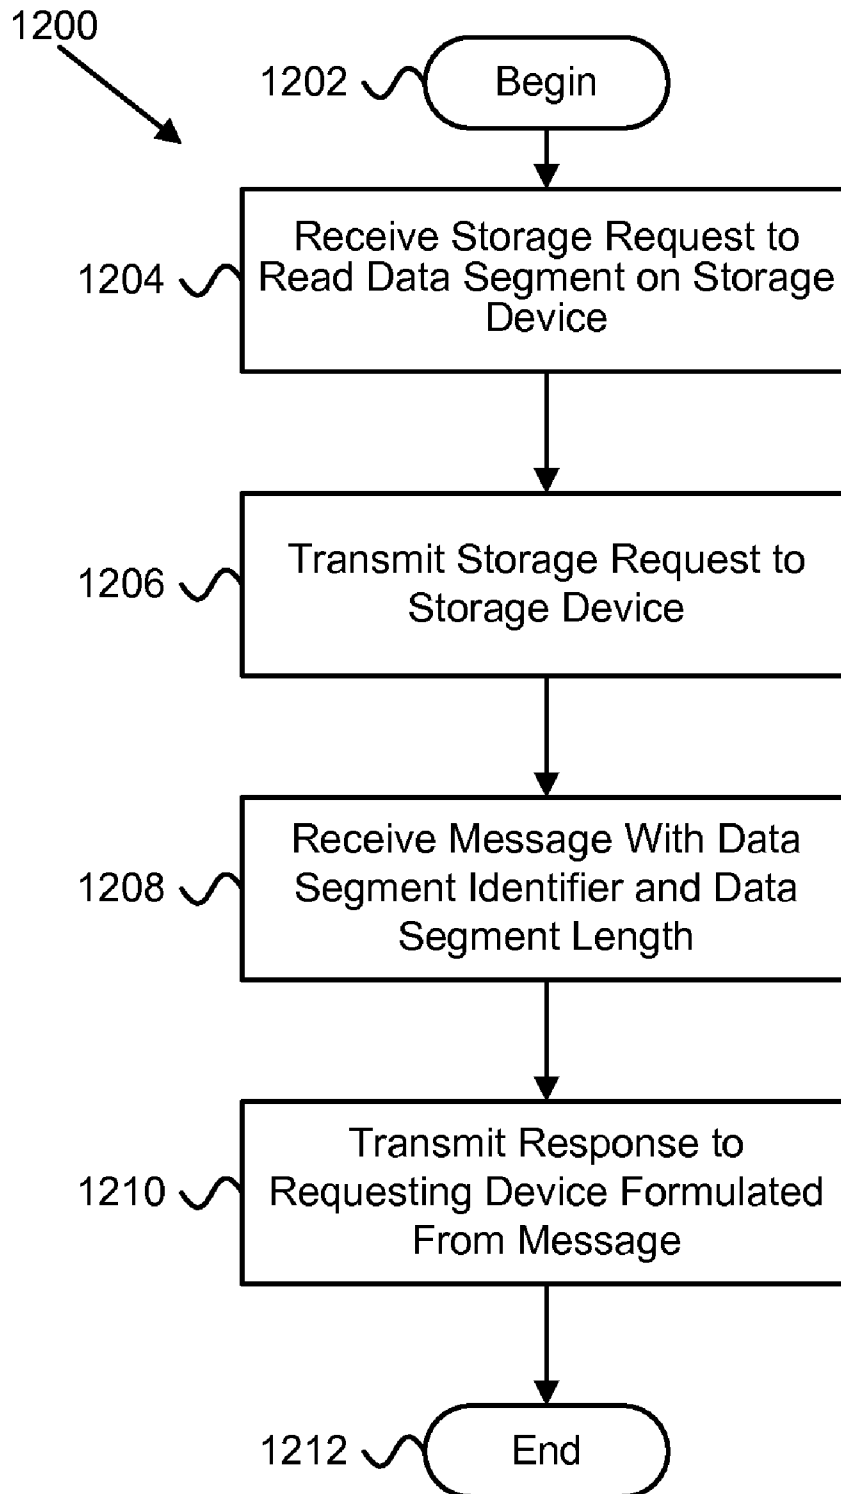 1200
1202
Begin
1204
Receive Storage Request to
Read Data Segment on Storage
Device
1206
Transmit Storage Request to
Storage Device
1208
Receive Message With Data
Segment Identifier and Data
Segment Length
1210
Transmit Response to
Requesting Device Formulated
From Message
1212
End